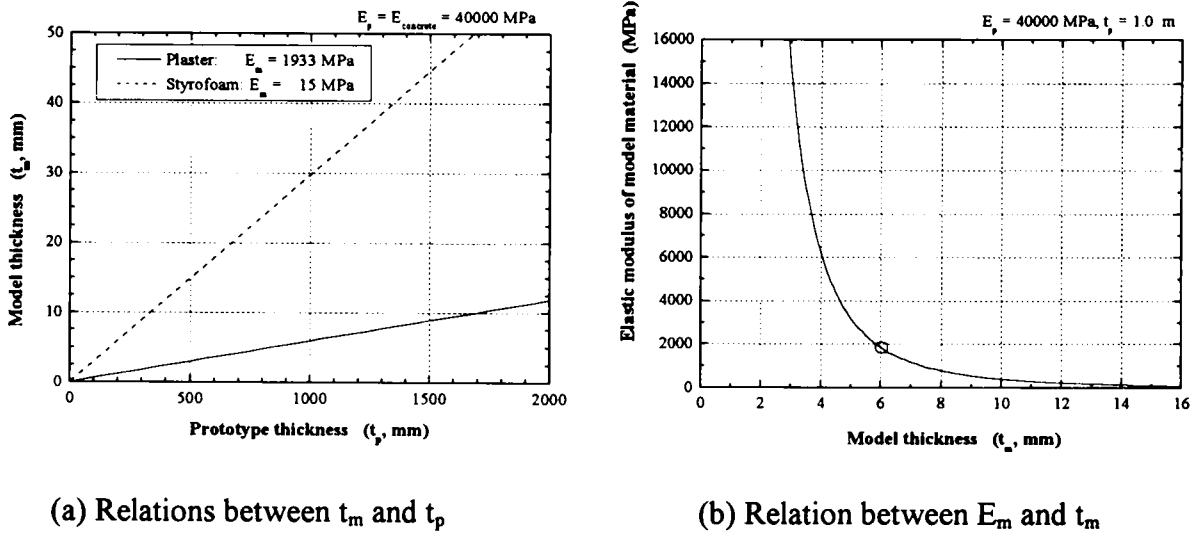 E_p = E_concrete = 40000 MPa
50
40
30
20
10
0
Plaster: E_m = 1933 MPa
Styrofoam: E_m = 15 MPa
Model thickness (t_m, mm)
0 500 1000 1500 2000
Prototype thickness (t_p, mm)
(a) Relations between t_m and t_p
E_p = 40000 MPa, t_p = 1.0 m
16000
14000
12000
10000
8000
6000
4000
2000
0
Elastic modulus of model material (MPa)
0 2 4 6 8 10 12 14 16
Model thickness (t_m, mm)
(b) Relation between E_m and t_m